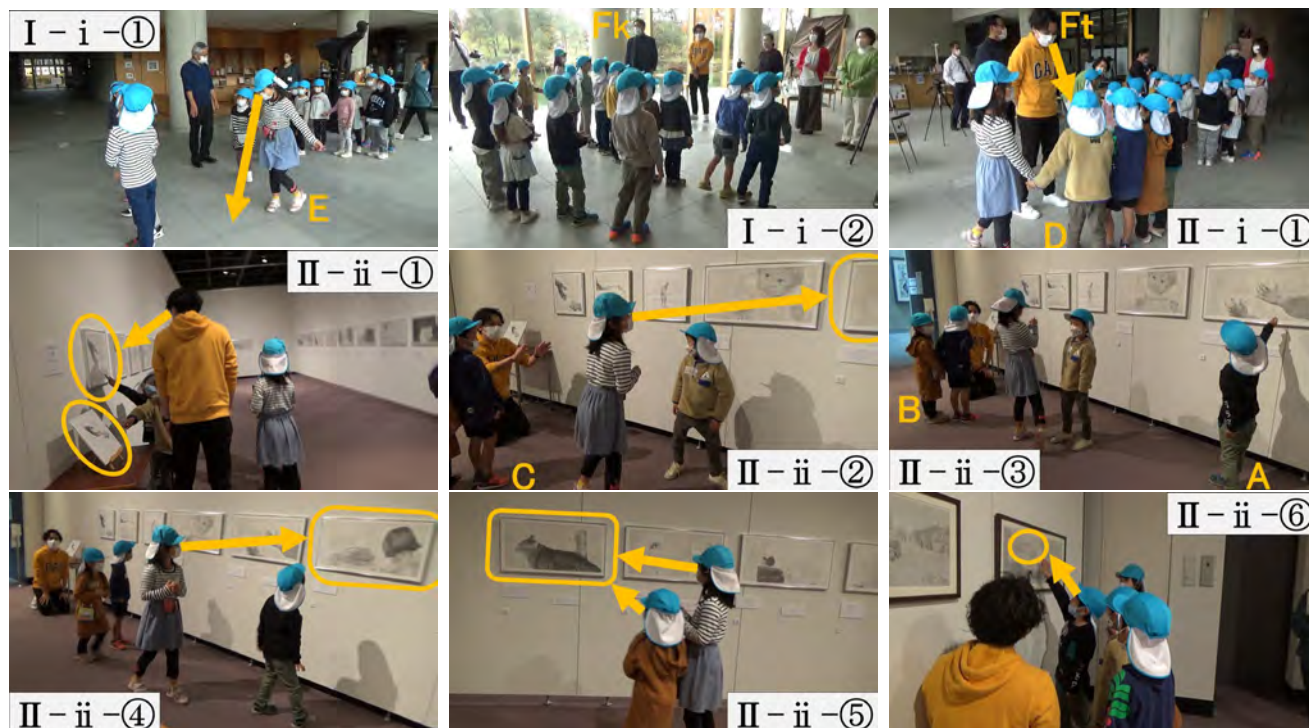 Ⅰ-ⅰ-①
E
Fk
Ⅰ-ⅰ-②
Ft
GAP
D
Ⅱ-ⅰ-①
Ⅱ-ⅱ-①
C
Ⅱ-ⅱ-②
B
Ⅱ-ⅱ-③
A
Ⅱ-ⅱ-④
Ⅱ-ⅱ-⑤
Ⅱ-ⅱ-⑥